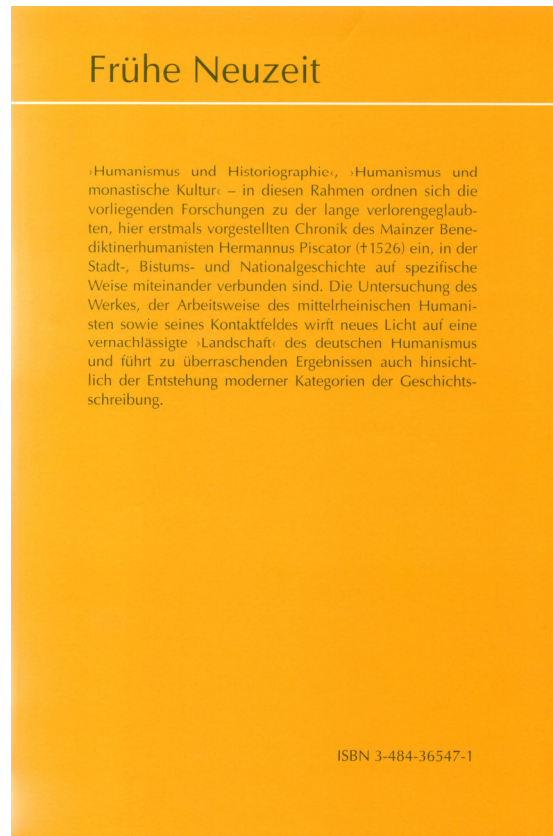 Frühe Neuzeit
›Humanismus und Historiographie‹, ›Humanismus und
monastische Kultur‹ – in diesen Rahmen ordnen sich die
vorliegenden Forschungen zu der lange verlorengeglaub-
ten, hier erstmals vorgestellten Chronik des Mainzer Bene-
diktinerhumanisten Hermannus Piscator (†1526) ein, in der
Stadt-, Bistums- und Nationalgeschichte auf spezifische
Weise miteinander verbunden sind. Die Untersuchung des
Werkes, der Arbeitsweise des mittelrheinischen Humani-
sten sowie seines Kontaktfeldes wirft neues Licht auf eine
vernachlässigte ›Landschaft‹ des deutschen Humanismus
und führt zu überraschenden Ergebnissen auch hinsicht-
lich der Entstehung moderner Kategorien der Geschichts-
schreibung.
ISBN 3-484-36547-1